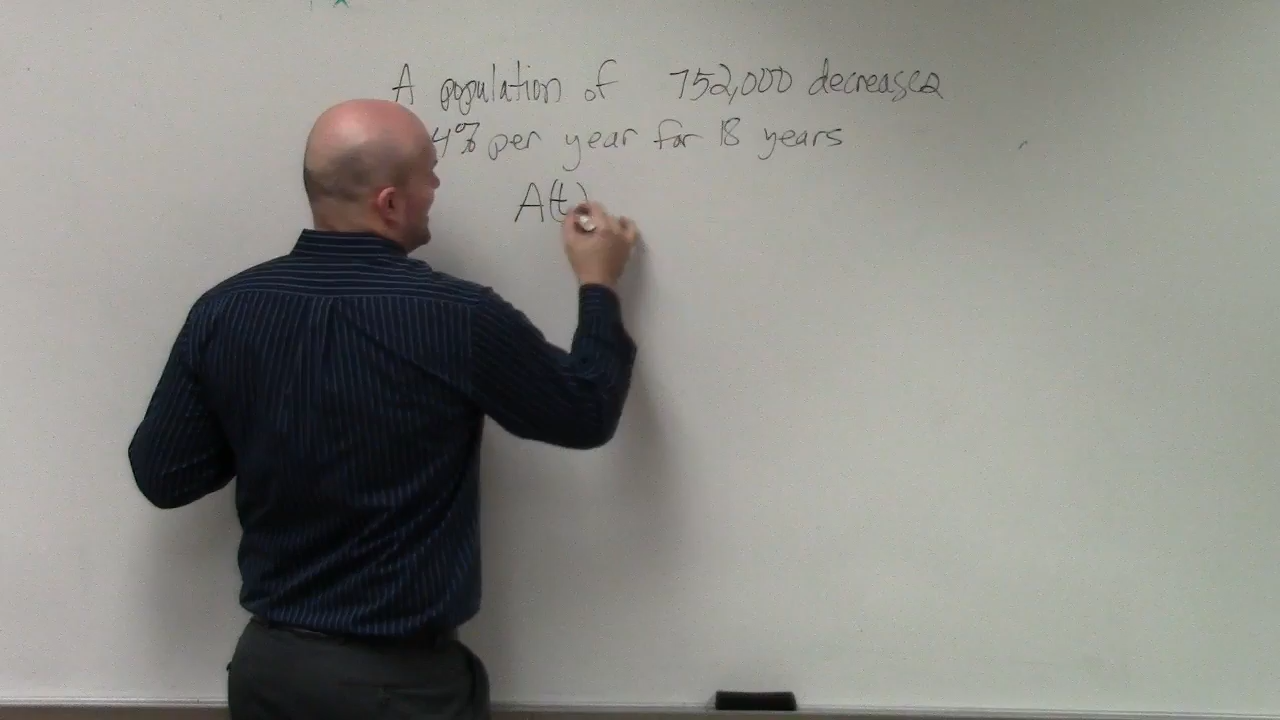 A population of 752,000 decreases
4% per year for 18 years
A(t)